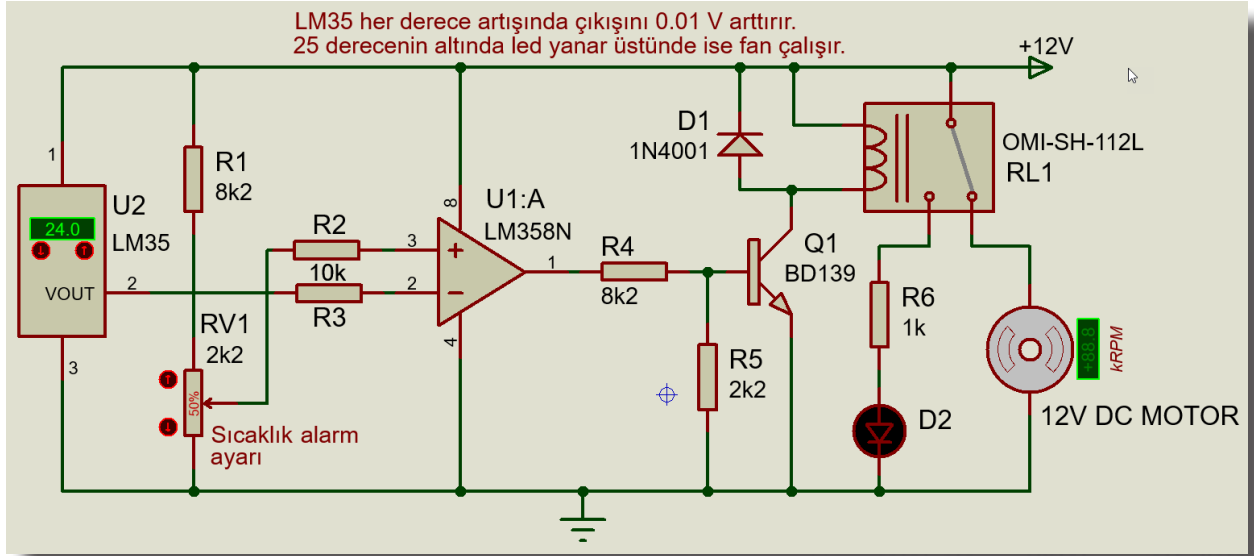 LM35 her derece artışında çıkışını 0.01 V arttırır.
25 derecenin altında led yanar üstünde ise fan çalışır.
+12V
1
R1
8k2
U2
LM35
24.0
VOUT
2
3
RV1
2k2
50%
Sıcaklık alarm
ayarı
R2
10k
R3
3
2
8
4
1
U1:A
LM358N
R4
8k2
R5
2k2
D1
1N4001
Q1
BD139
OMI-SH-112L
RL1
R6
1k
D2
+88.8
kRPM
12V DC MOTOR